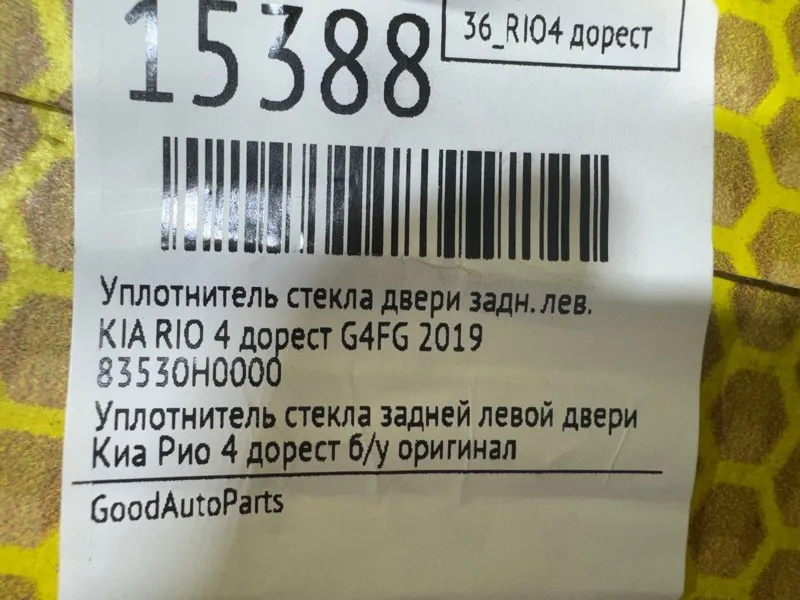 15388
36_RIO4 дорест
Уплотнитель стекла двери задн. лев.
KIA RIO 4 дорест G4FG 2019
83530H0000
Уплотнитель стекла задней левой двери
Киа Рио 4 дорест б/у оригинал
GoodAutoParts